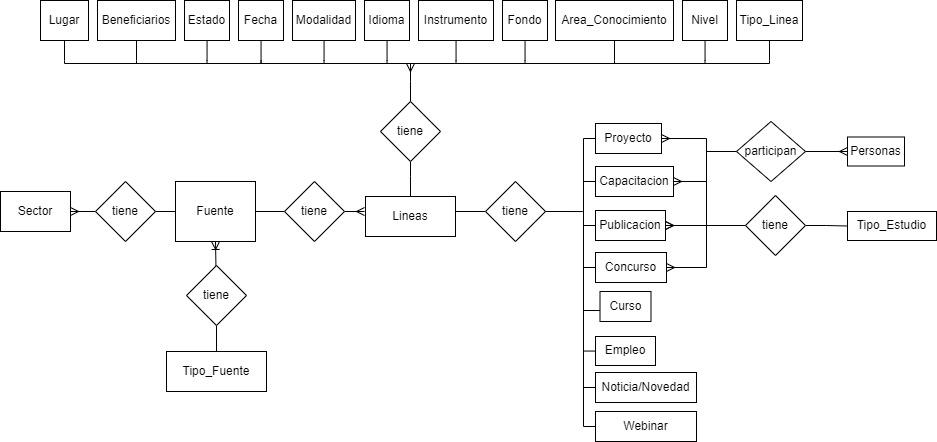 Lugar
Beneficiarios
Estado
Fecha
Modalidad
Idioma
Instrumento
Fondo
Area_Conocimiento
Nivel
Tipo_Linea
tiene
Proyecto
participan
Personas
Capacitacion
Sector
tiene
Fuente
tiene
Lineas
tiene
Publicacion
tiene
Tipo_Estudio
Concurso
tiene
Curso
Empleo
Tipo_Fuente
Noticia/Novedad
Webinar